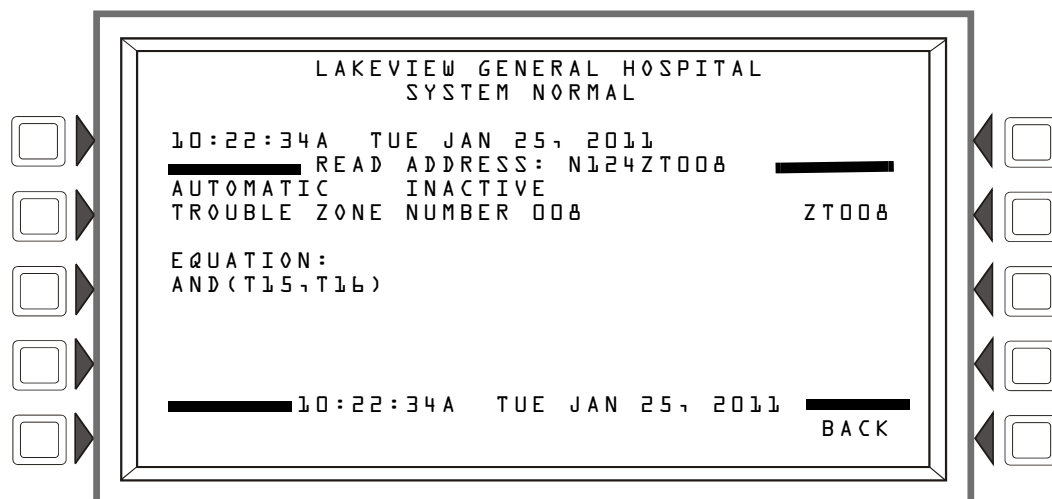 LAKEVIEW GENERAL HOSPITAL
SYSTEM NORMAL
10:22:34A TUE JAN 25, 2011
READ ADDRESS: N124ZT008
AUTOMATIC INACTIVE
TROUBLE ZONE NUMBER 008 ZT008
EQUATION:
AND(T15,T16)
10:22:34A TUE JAN 25, 2011
BACK